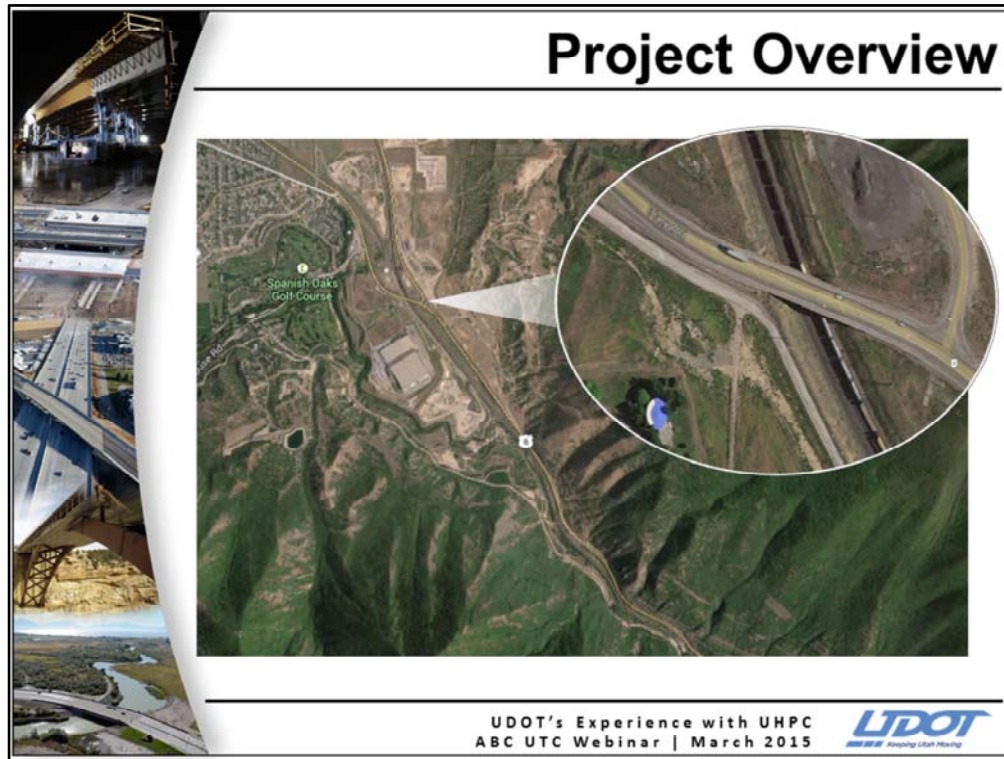 Project Overview
Spanish Oaks
Golf Course
6
UDOT's Experience with UHPC
ABC UTC Webinar | March 2015
UDOT
Keeping Utah Moving